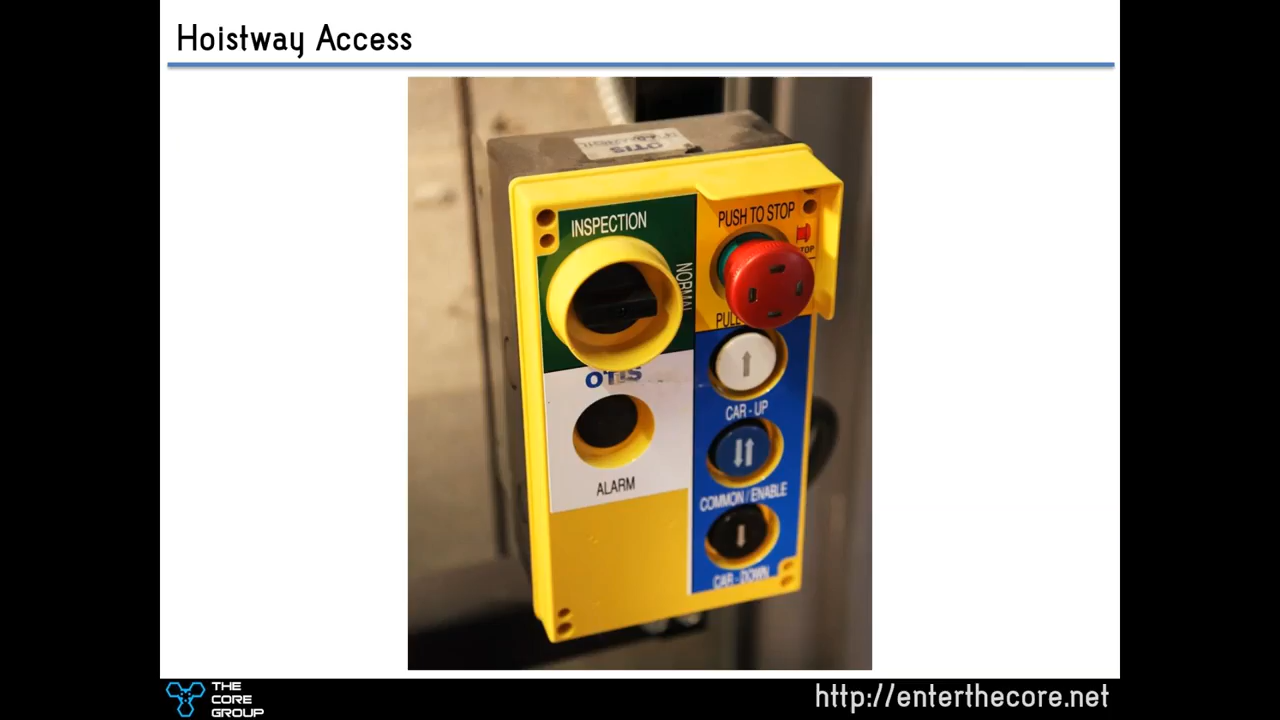 Hoistway Access
OTIS
INSPECTION
NORMAL
PUSH TO STOP
OTIS
ALARM
CAR - UP
COMMON / ENABLE
CAR - DOWN
THE
CORE
GROUP
http://enterthecore.net